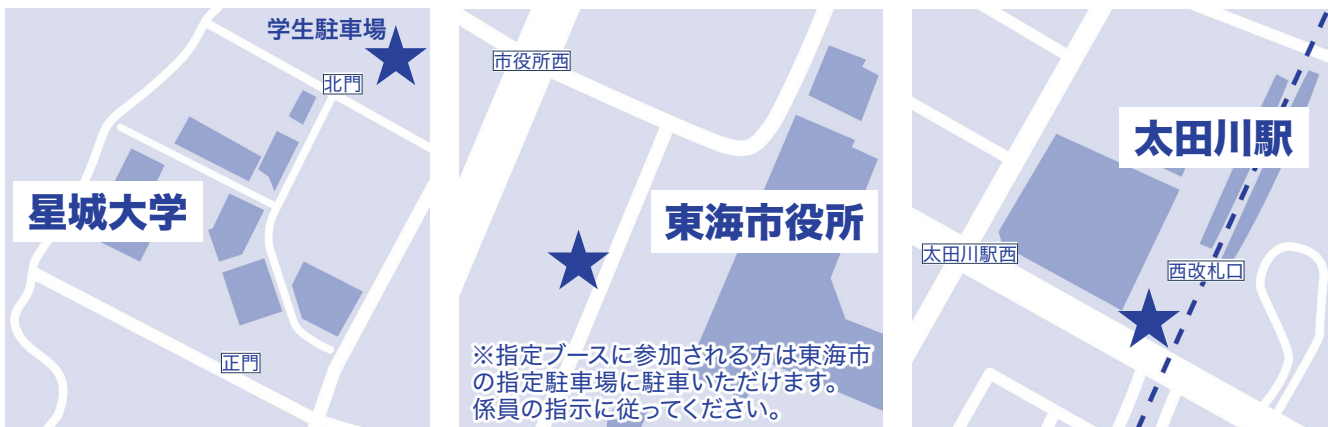 学生駐車場
北門
星城大学
正門
市役所西
東海市役所
※指定ブースに参加される方は東海市
の指定駐車場に駐車いただけます。
係員の指示に従ってください。
太田川駅
太田川駅西
西改札口